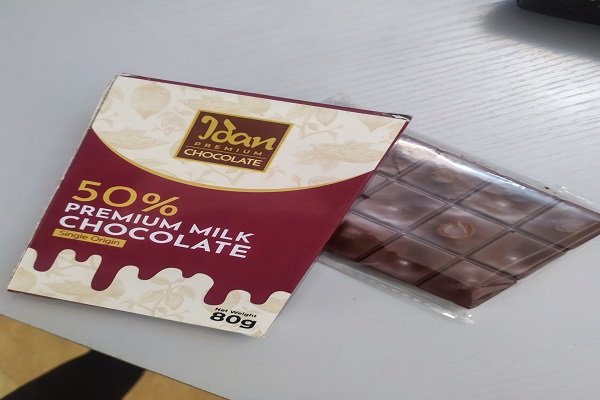 Idan
PREMIUM
CHOCOLATE
50%
PREMIUM MILK
CHOCOLATE
Single Origin
Net Weight
80g